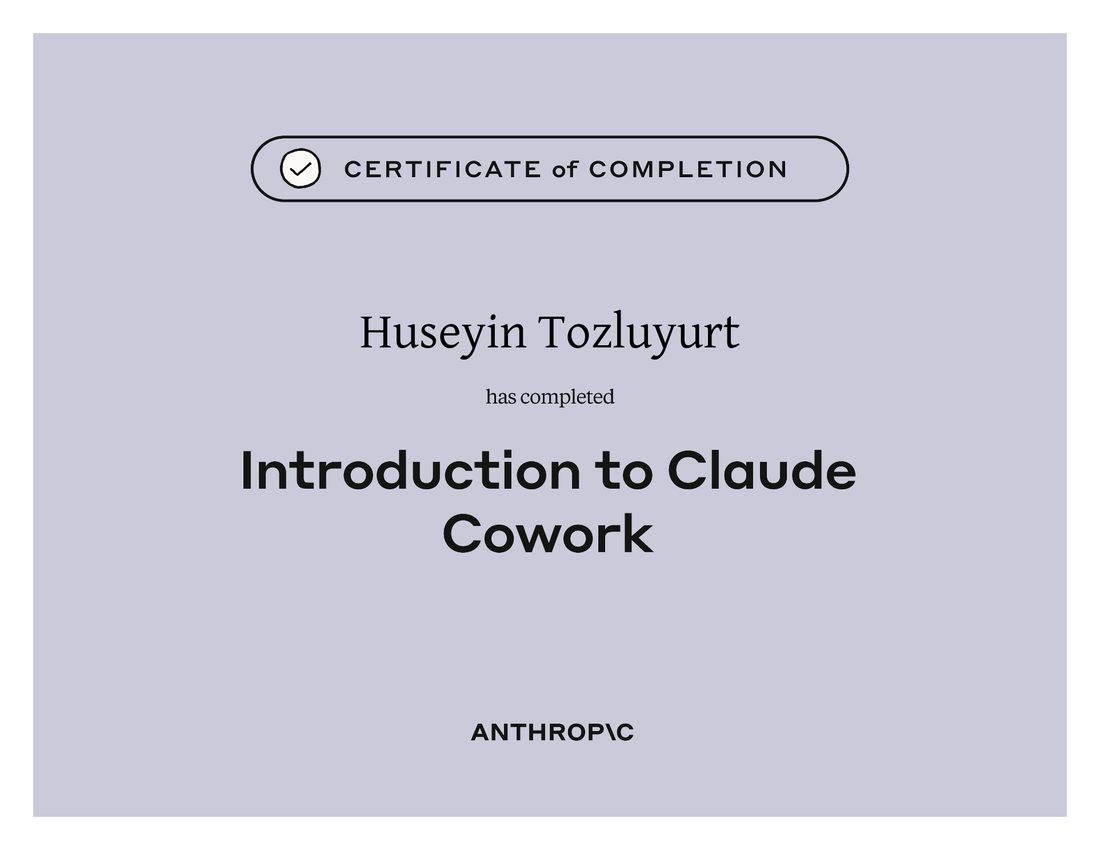 CERTIFICATE of COMPLETION
Huseyin Tozluyurt
has completed
Introduction to Claude
Cowork
ANTHROP\C